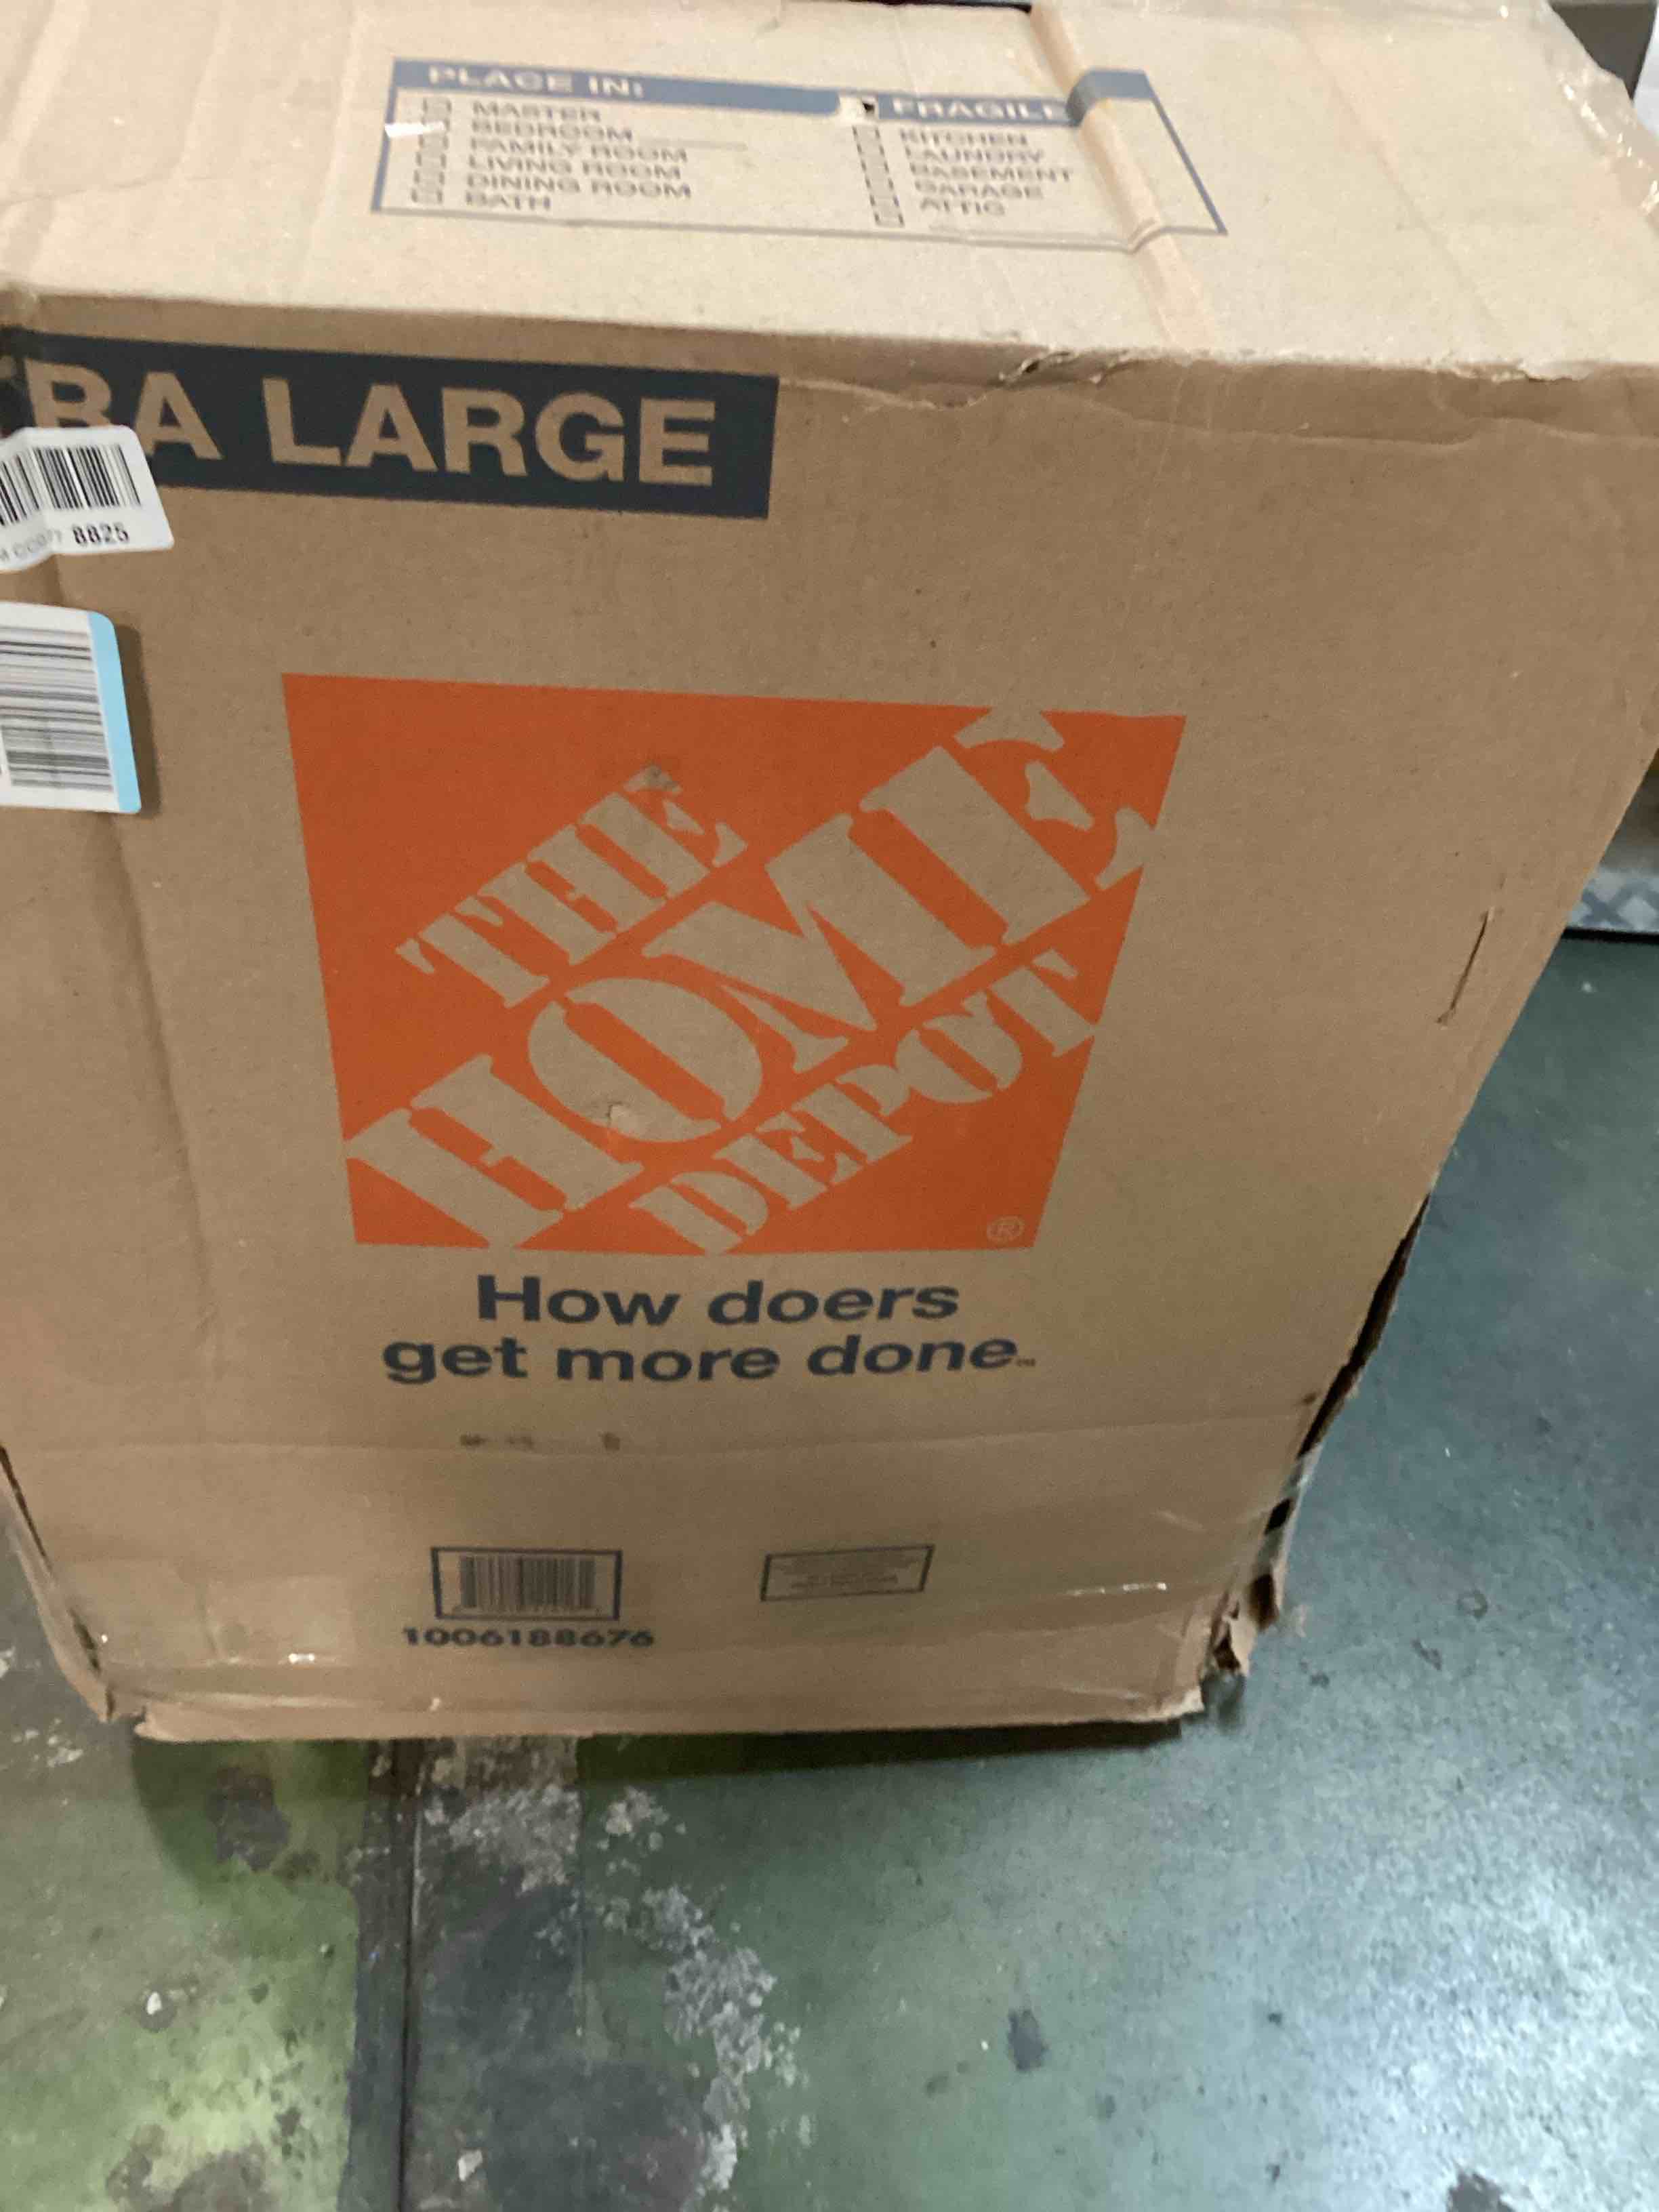 PLACE IN:
MASTER
BEDROOM
FAMILY ROOM
LIVING ROOM
DINING ROOM
BATH
FRAGILE
KITCHEN
LAUNDRY
BASEMENT
GARAGE
ATTIC
RA LARGE
8825
THE
HOME
DEPOT
®
How doers
get more done.™
1006188676